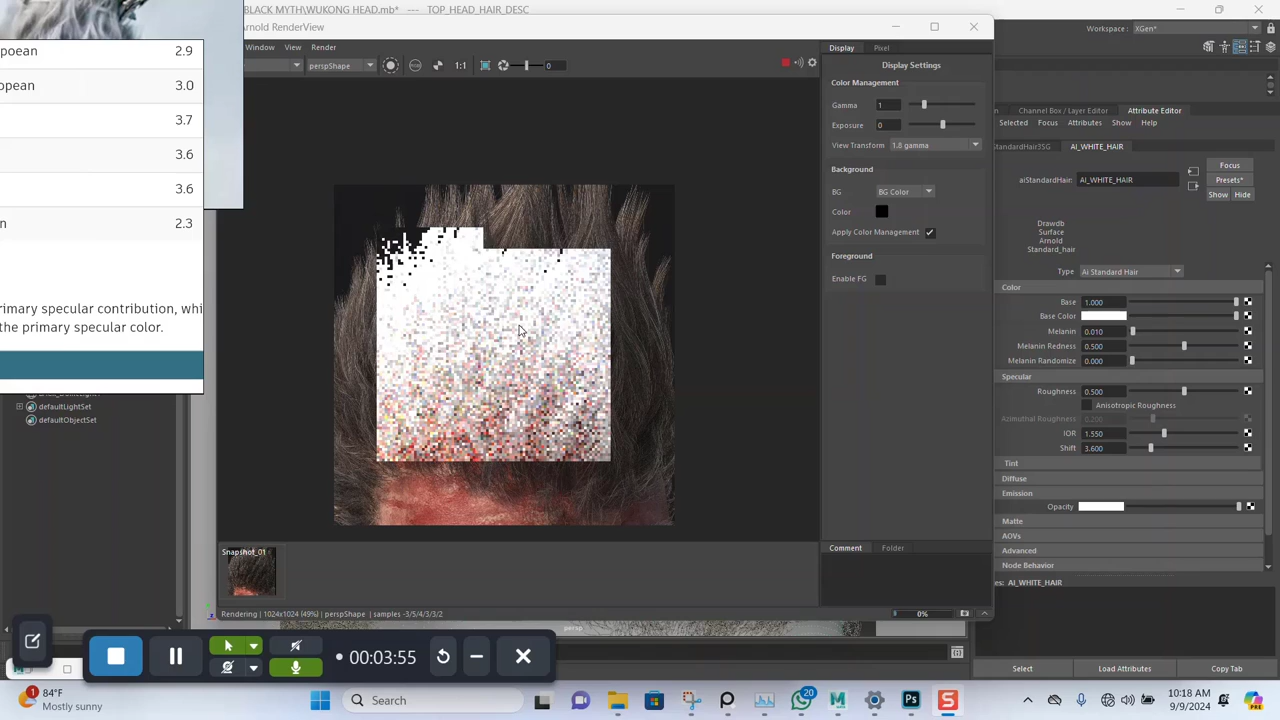 BLACK MYTH\WUKONG HEAD.mb* --- TOP_HEAD_HAIR_DESC
Arnold RenderView
Workspace: XGen*
Window View Render
perspShape
1:1
0
poean 2.9
opean 3.0
3.7
3.6
3.6
n 2.3
rimary specular contribution, whi
the primary specular color.
defaultLightSet
defaultObjectSet
Display Pixel
Display Settings
Color Management
Gamma 1
Exposure 0
View Transform 1.8 gamma
Background
BG BG Color
Color
Apply Color Management
Foreground
Enable FG
Comment Folder
Snapshot_01
Rendering | 1024x1024 (49%) | perspShape | samples -3/5/4/3/3/2
0%
persp
Channel Box / Layer Editor Attribute Editor
Selected Focus Attributes Show Help
StandardHair3SG AI_WHITE_HAIR
Focus
aiStandardHair: AI_WHITE_HAIR Presets*
Show Hide
Drawdb
Surface
Arnold
Standard_hair
Type Ai Standard Hair
Color
Base 1.000
Base Color
Melanin 0.010
Melanin Redness 0.500
Melanin Randomize 0.000
Specular
Roughness 0.500
Anisotropic Roughness
Azimuthal Roughness 0.200
IOR 1.550
Shift 3.600
Tint
Diffuse
Emission
Opacity
Matte
AOVs
Advanced
Node Behavior
es: AI_WHITE_HAIR
Select Load Attributes Copy Tab
00:03:55
84°F
Mostly sunny
1
Search
20
10:18 AM
9/9/2024